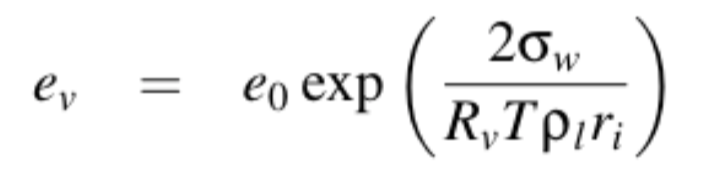 e_v = e_0 exp ( 2σ_w / R_v T ρ_l r_i )